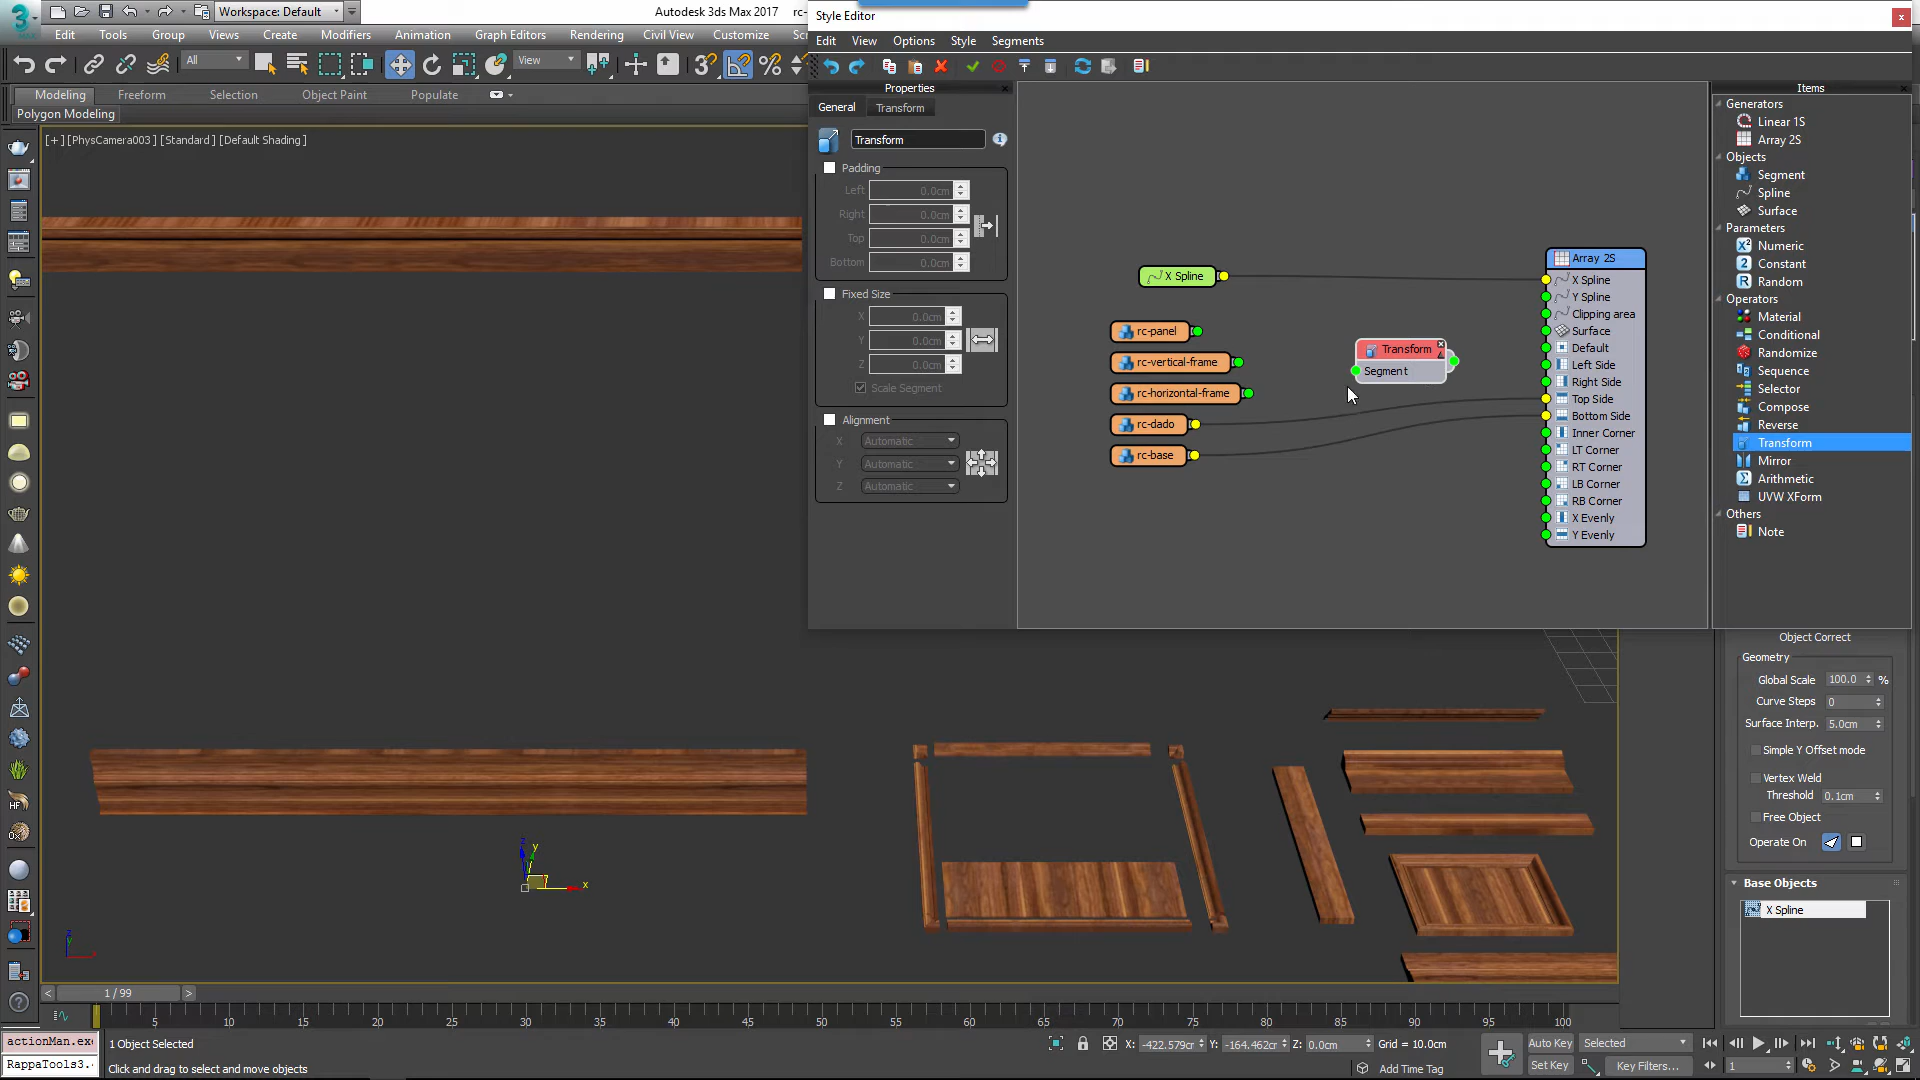 Workspace: Default
Autodesk 3ds Max 2017
rc-
Edit Tools Group Views Create Modifiers Animation Graph Editors Rendering Civil View Customize Sc
All
View
Modeling Freeform Selection Object Paint Populate
Polygon Modeling
[+] [PhysCamera003] [Standard] [Default Shading]
Style Editor
Edit View Options Style Segments
Properties
General Transform
Transform
Padding
Left 0.0cm
Right 0.0cm
Top 0.0cm
Bottom 0.0cm
Fixed Size
X 0.0cm
Y 0.0cm
Z 0.0cm
Scale Segment
Alignment
X Automatic
Y Automatic
Z Automatic
X Spline
rc-panel
rc-vertical-frame
rc-horizontal-frame
rc-dado
rc-base
Transform
Segment
Array 2S
X Spline
Y Spline
Clipping area
Surface
Default
Left Side
Right Side
Top Side
Bottom Side
Inner Corner
LT Corner
RT Corner
LB Corner
RB Corner
X Evenly
Y Evenly
Items
Generators
Linear 1S
Array 2S
Objects
Segment
Spline
Surface
Parameters
Numeric
Constant
Random
Operators
Material
Conditional
Randomize
Sequence
Selector
Compose
Reverse
Transform
Mirror
Arithmetic
UVW XForm
Others
Note
Object Correct
Geometry
Global Scale 100.0 %
Curve Steps 0
Surface Interp. 5.0cm
Simple Y Offset mode
Vertex Weld
Threshold 0.1cm
Free Object
Operate On
Base Objects
X Spline
z y x
z
HF
< 1 / 99 >
5 10 15 20 25 30 35 40 45 50 55 60 65 70 75 80 85 90 95 100
actionMan.exe
RappaTools3.
1 Object Selected
Click and drag to select and move objects
X: -422.579cr Y: -164.462cr Z: 0.0cm Grid = 10.0cm
Add Time Tag
Auto Key Selected
Set Key Key Filters...
1